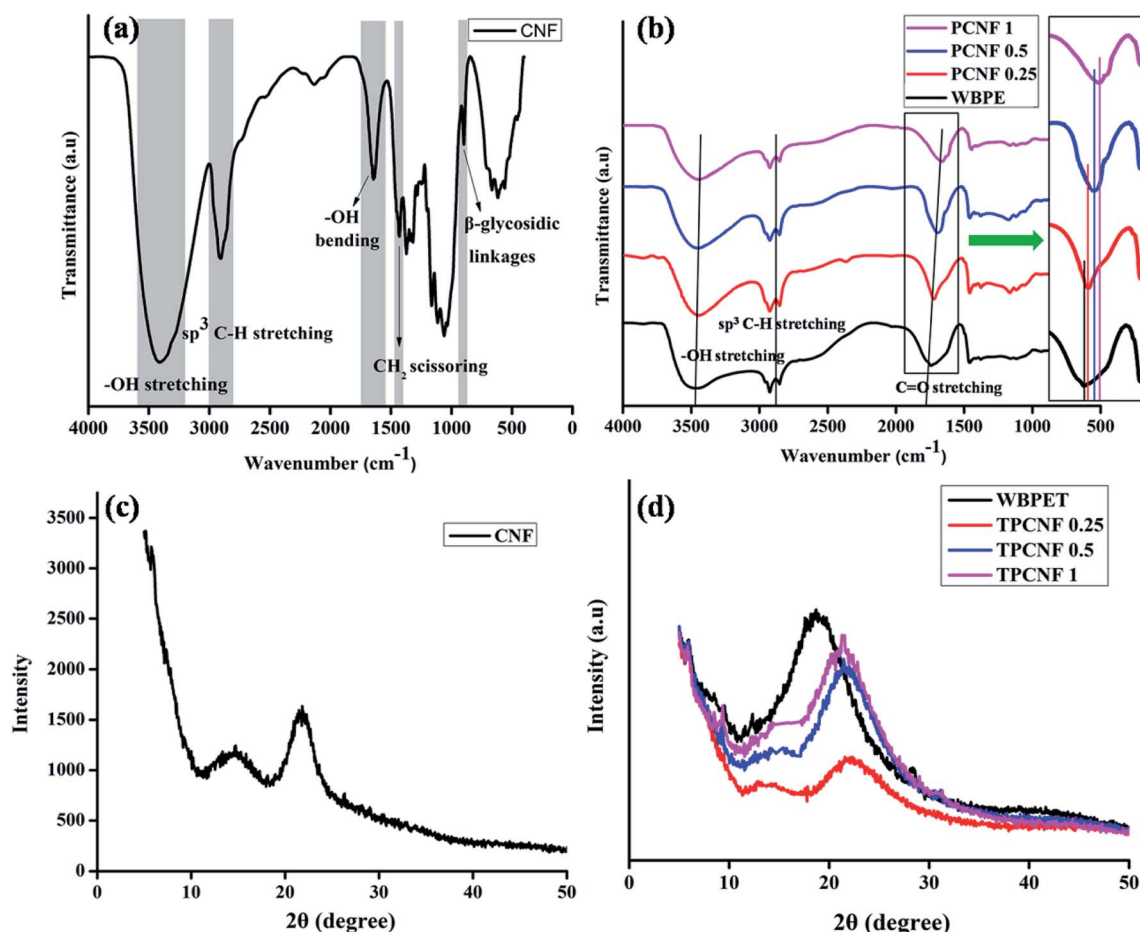 (a)
CNF
Transmittance (a.u)
-OH stretching
sp3 C-H stretching
-OH
bending
CH2 scissoring
β-glycosidic
linkages
4000 3500 3000 2500 2000 1500 1000 500 0
Wavenumber (cm-1)
(b)
PCNF 1
PCNF 0.5
PCNF 0.25
WBPE
Transmittance (a.u)
sp3 C-H stretching
-OH stretching
C=O stretching
4000 3500 3000 2500 2000 1500 1000 500
Wavenumber (cm-1)
(c)
CNF
Intensity
3500
3000
2500
2000
1500
1000
500
0
0 10 20 30 40 50
2θ (degree)
(d)
WBPET
TPCNF 0.25
TPCNF 0.5
TPCNF 1
Intensity (a.u)
0 10 20 30 40 50
2θ (degree)